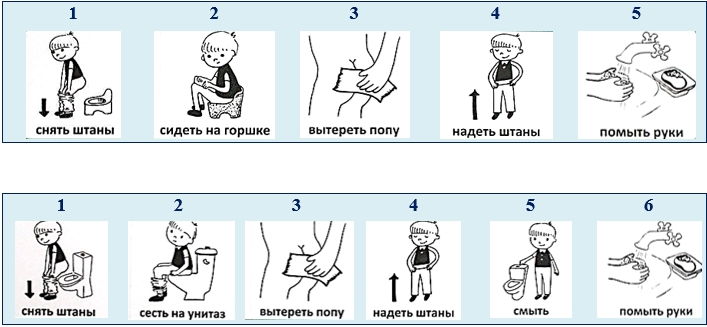 1 2 3 4 5
снять штаны сидеть на горшке вытереть попу надеть штаны помыть руки
1 2 3 4 5 6
снять штаны сесть на унитаз вытереть попу надеть штаны смыть помыть руки